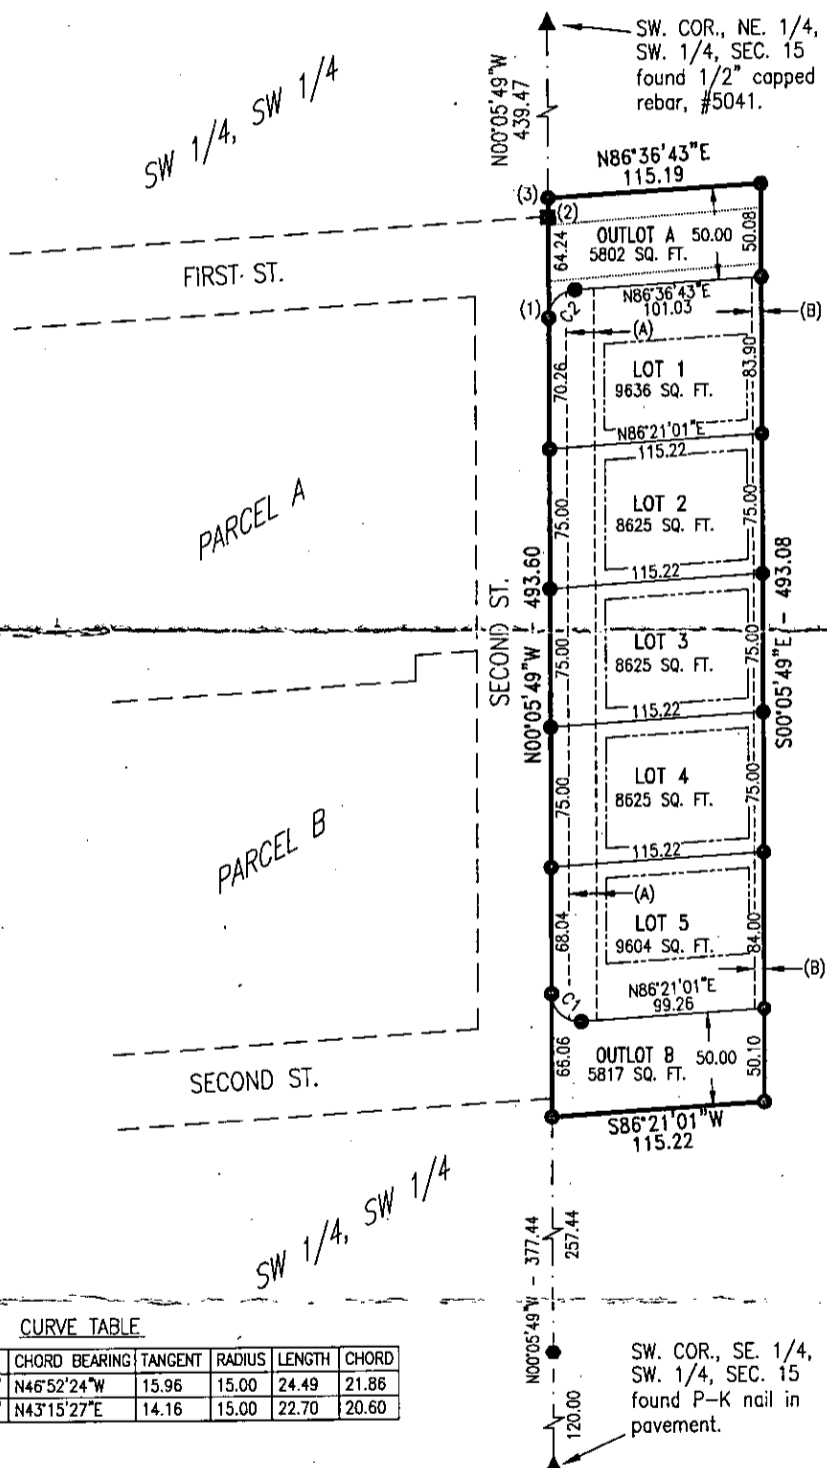 SW. COR., NE. 1/4,
SW. 1/4, SEC. 15
found 1/2" capped
rebar, #5041.
N00°05'49"W
439.47
SW 1/4, SW 1/4
N86°36'43"E
115.19
(3)
(2)
64.24
OUTLOT A
5802 SQ. FT.
50.00
50.08
FIRST ST.
N86°36'43"E
101.03
(1)
C2
(A)
(B)
70.26
LOT 1
9636 SQ. FT.
83.90
N86°21'01"E
115.22
PARCEL A
75.00
LOT 2
8625 SQ. FT.
75.00
115.22
SECOND ST.
N00°05'49"W - 493.60
75.00
LOT 3
8625 SQ. FT.
75.00
S00°05'49"E - 493.08
115.22
75.00
LOT 4
8625 SQ. FT.
75.00
PARCEL B
115.22
(A)
68.04
LOT 5
9604 SQ. FT.
84.00
(B)
N86°21'01"E
99.26
C1
66.06
OUTLOT B
5817 SQ. FT.
50.00
50.10
SECOND ST.
S86°21'01"W
115.22
SW 1/4, SW 1/4
N00°05'49"W - 377.44
257.44
120.00
SW. COR., SE. 1/4,
SW. 1/4, SEC. 15
found P-K nail in
pavement.
CURVE TABLE
CHORD BEARING TANGENT RADIUS LENGTH CHORD
N46°52'24"W 15.96 15.00 24.49 21.86
N43°15'27"E 14.16 15.00 22.70 20.60